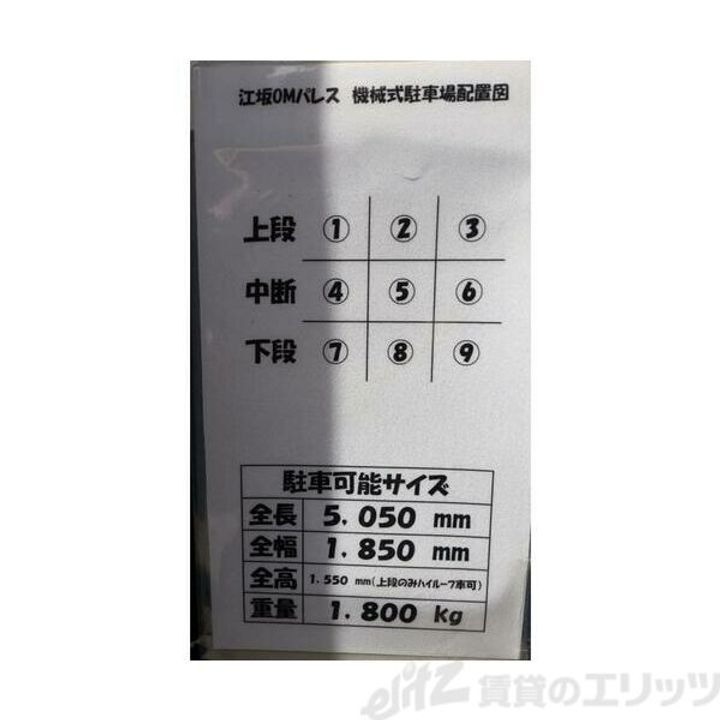 江坂OMパレス 機械式駐車場配置図
上段 ① ② ③
中断 ④ ⑤ ⑥
下段 ⑦ ⑧ ⑨
駐車可能サイズ
全長 5.050 mm
全幅 1.850 mm
全高 1.550 mm(上段のみハイルーフ車可)
重量 1.800 kg
elitz 賃貸のエリッツ